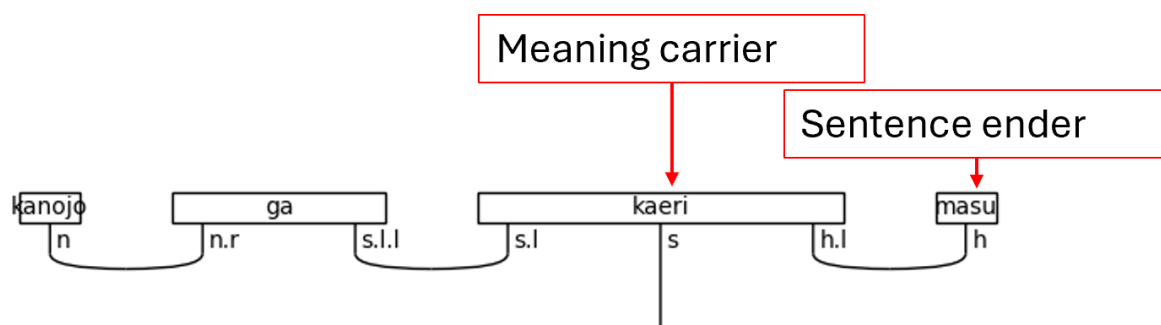 Meaning carrier
Sentence ender
kanojo ga kaeri masu
n n.r s.l.l s.l s h.l h